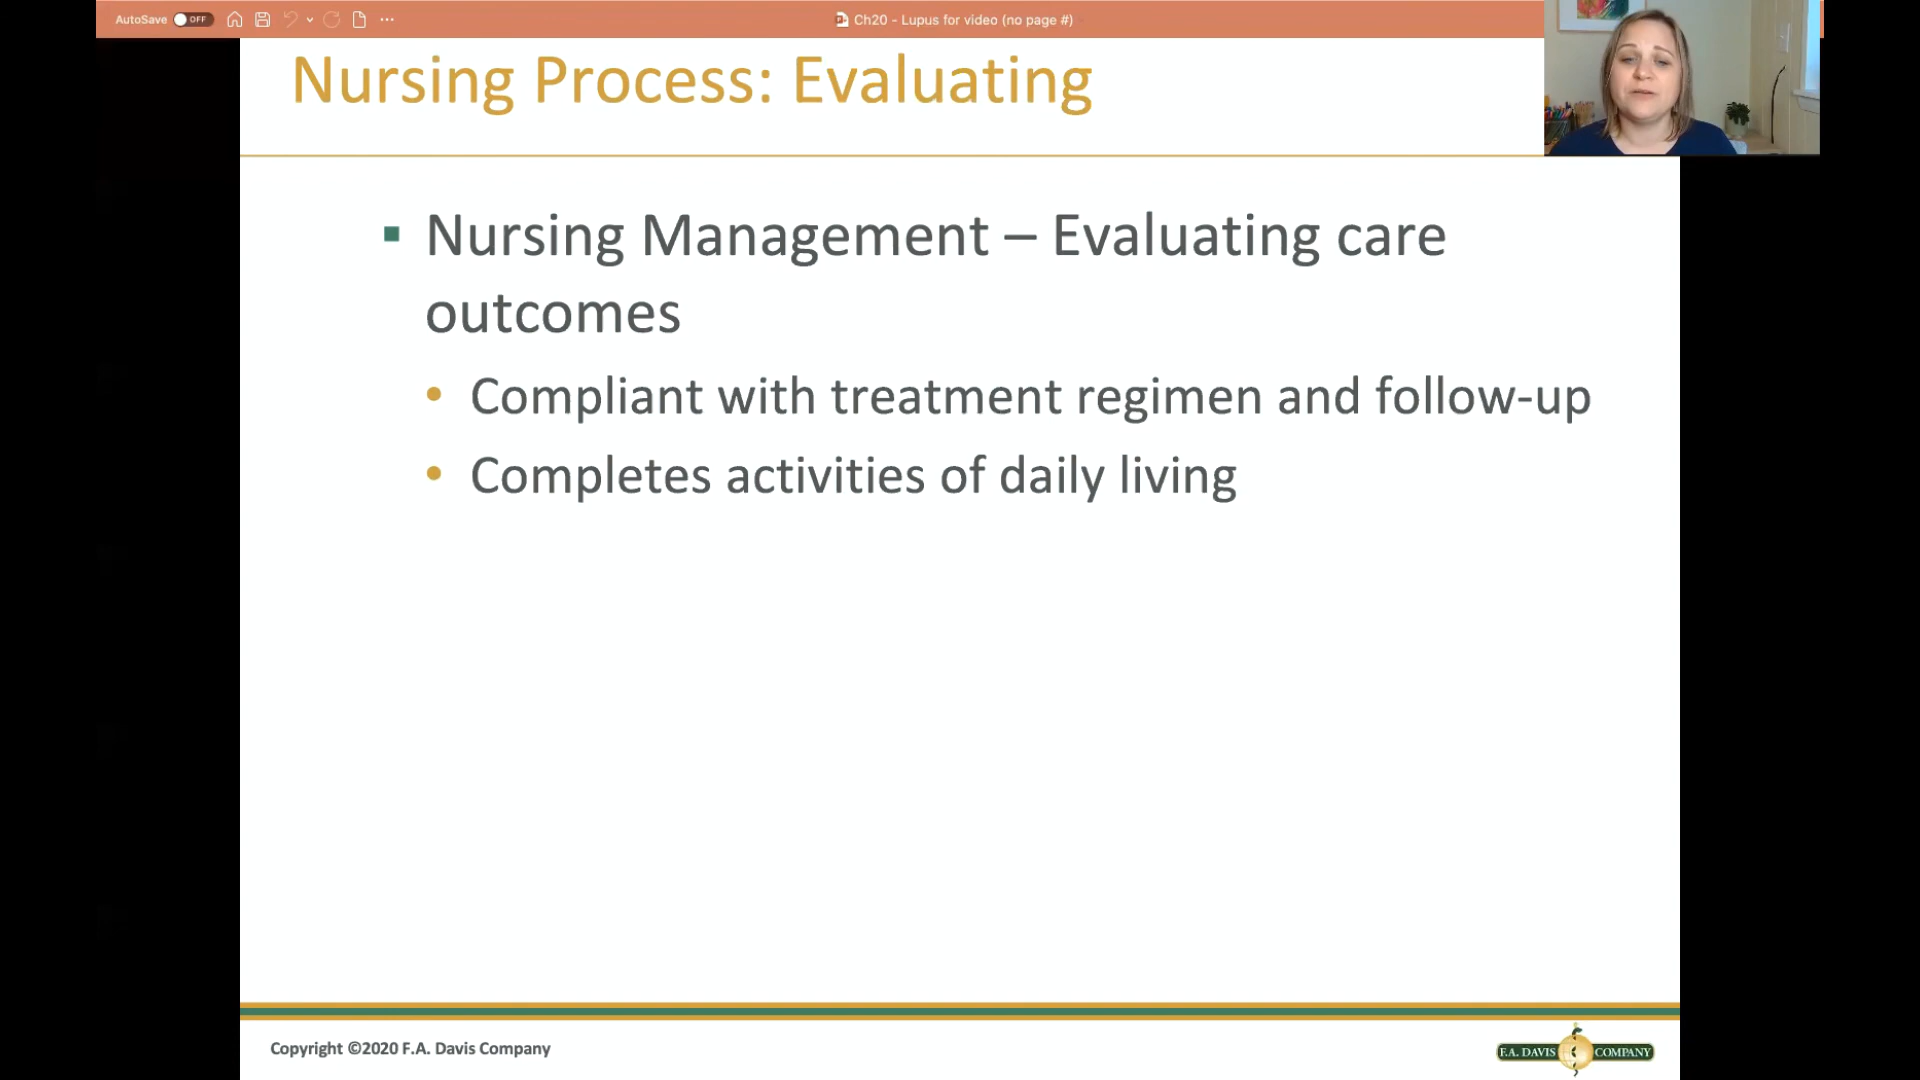 AutoSave OFF
Ch20 - Lupus for video (no page #)
Nursing Process: Evaluating
▪ Nursing Management – Evaluating care
outcomes
• Compliant with treatment regimen and follow-up
• Completes activities of daily living
Copyright ©2020 F.A. Davis Company
F.A. DAVIS COMPANY